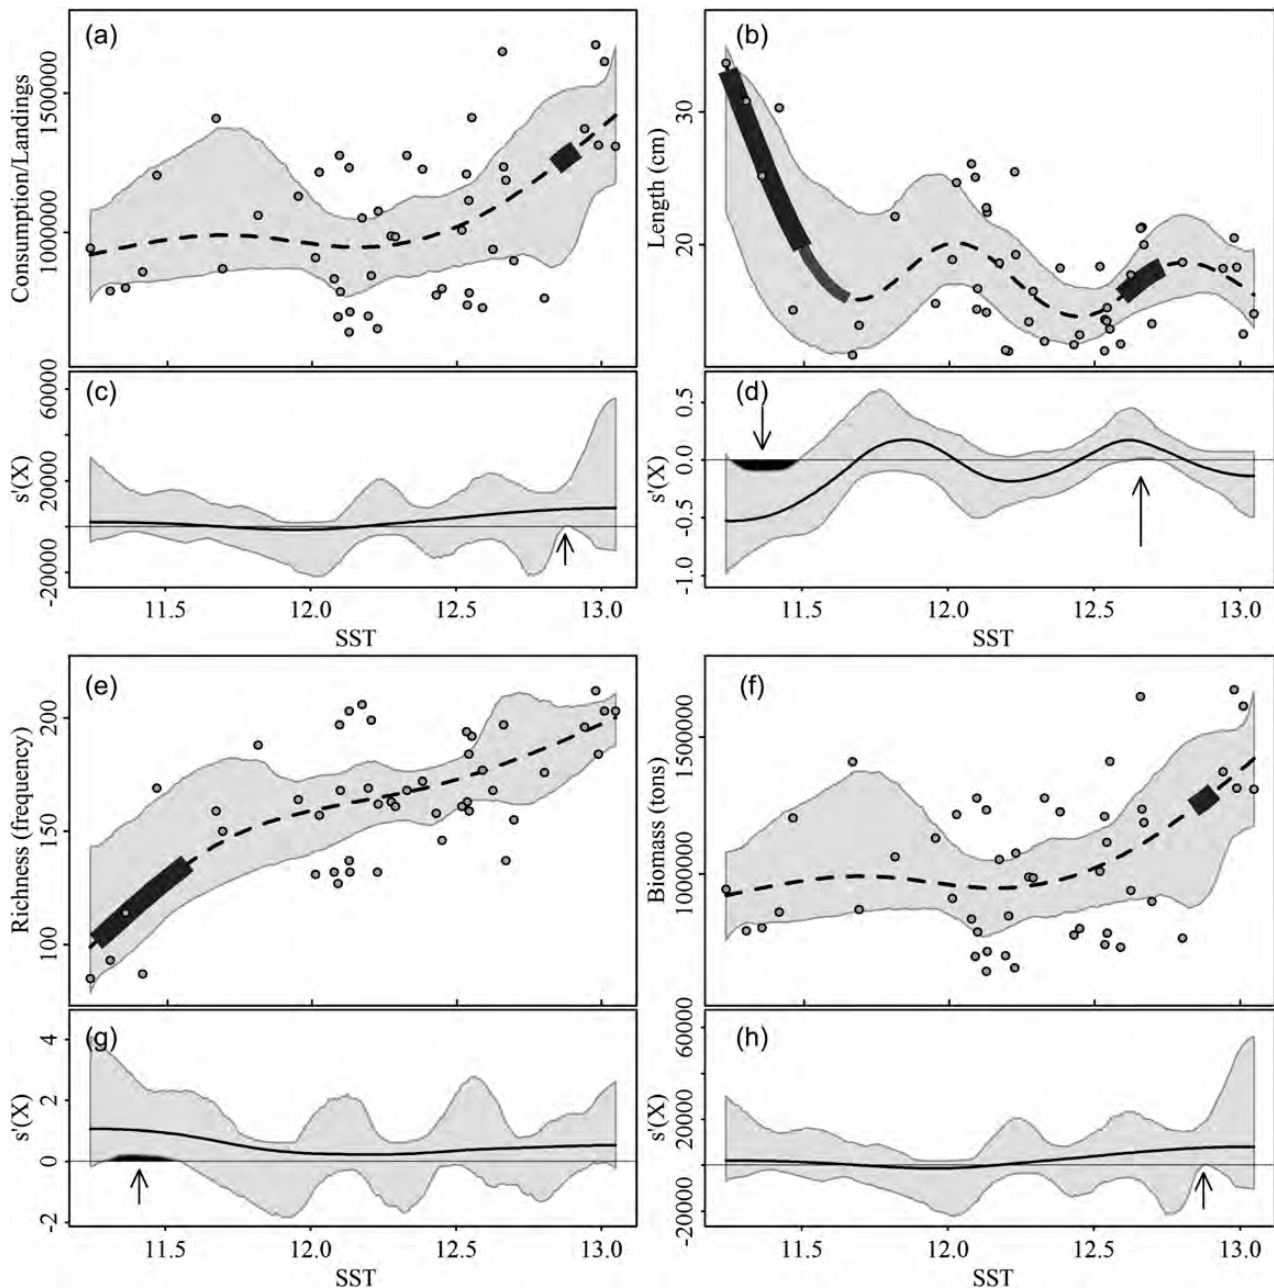 (a)
Consumption/Landings
1500000
1000000
500000
(b)
Length (cm)
30
20
(c)
s'(X)
60000
20000
-20000
11.5 12.0 12.5 13.0
SST
(d)
s'(X)
0.5
0.0
-0.5
-1.0
11.5 12.0 12.5 13.0
SST
(e)
Richness (frequency)
200
150
100
(f)
Biomass (tons)
1500000
1000000
500000
(g)
s'(X)
4
2
0
-2
11.5 12.0 12.5 13.0
SST
(h)
s'(X)
60000
20000
-20000
11.5 12.0 12.5 13.0
SST